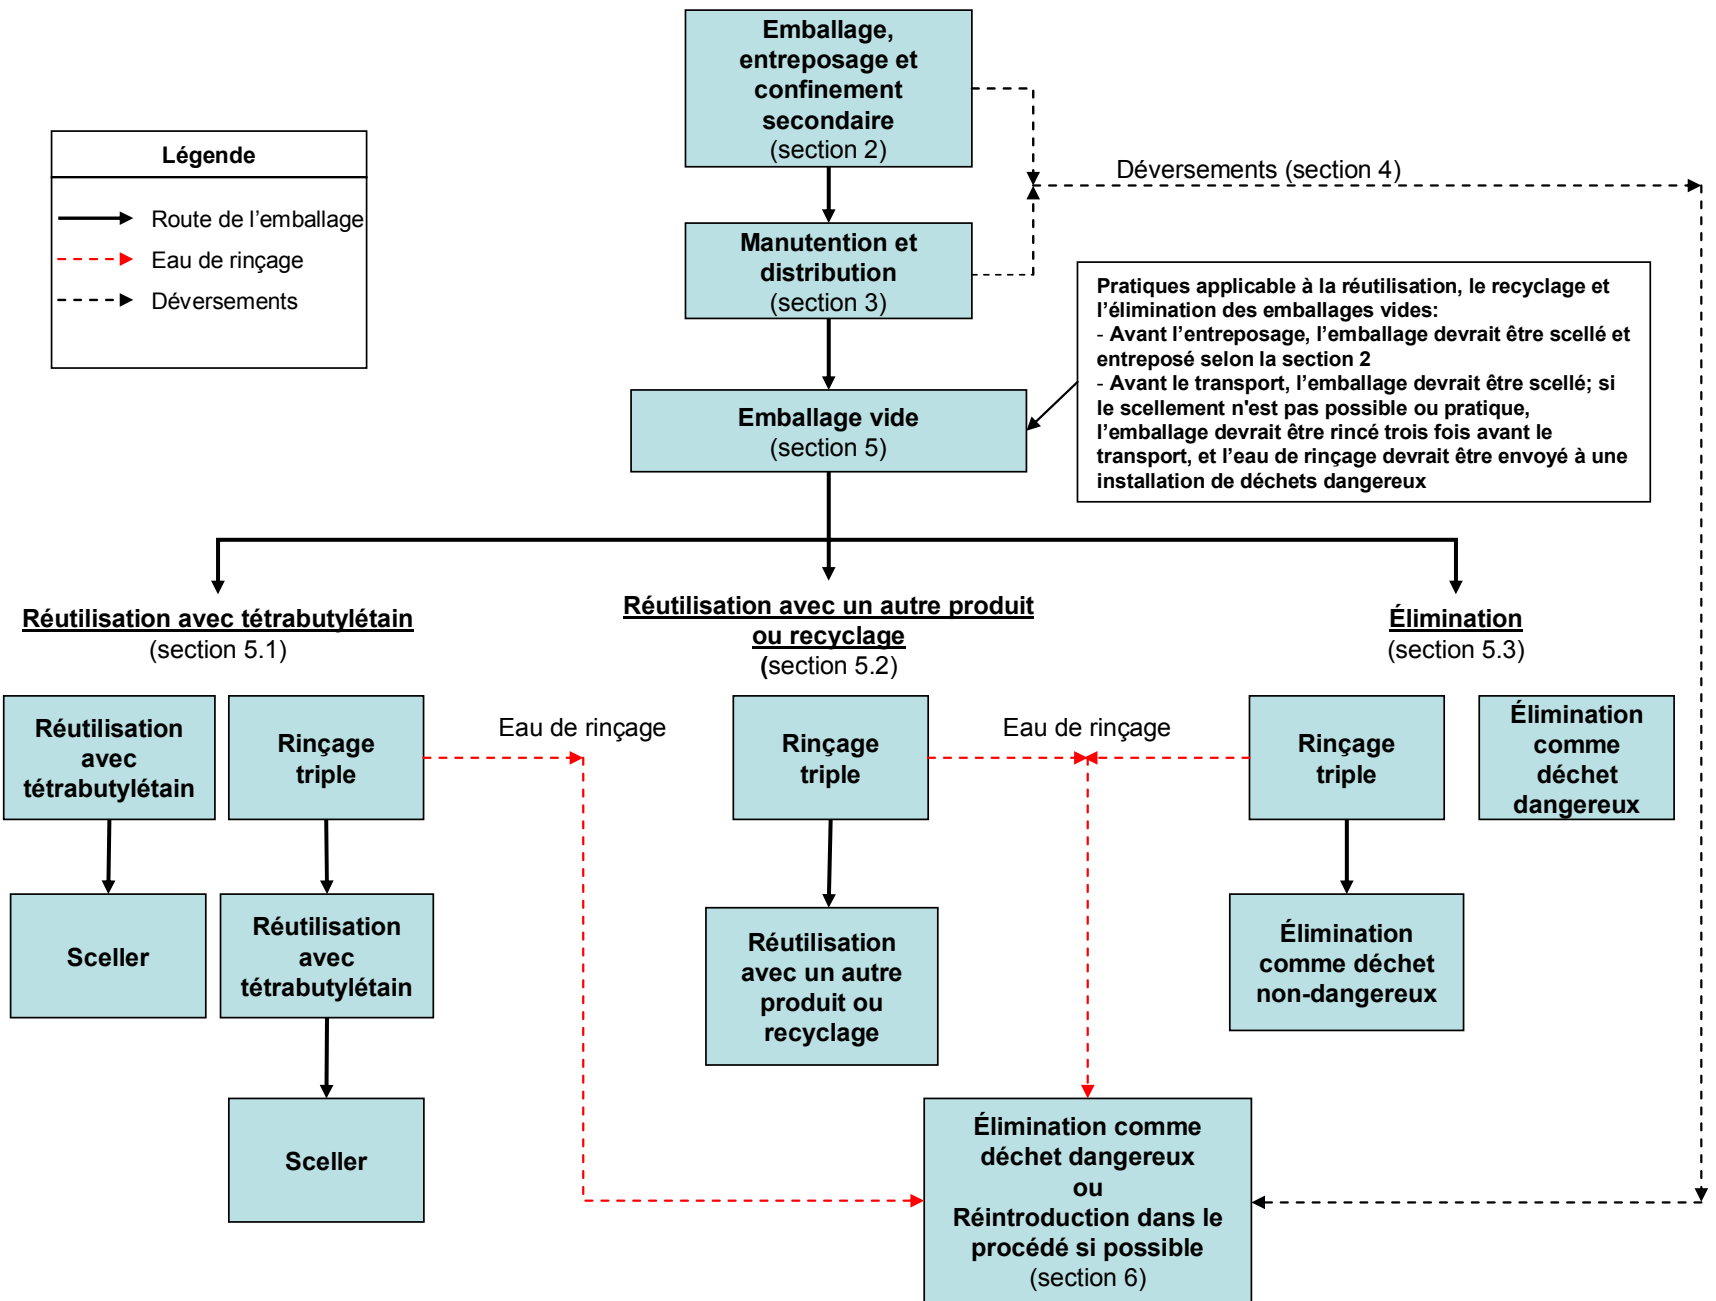 Emballage,
entreposage et
confinement
secondaire
(section 2)
Légende
Route de l'emballage
Eau de rinçage
Déversements
Déversements (section 4)
Manutention et
distribution
(section 3)
Pratiques applicable à la réutilisation, le recyclage et
l'élimination des emballages vides:
- Avant l'entreposage, l'emballage devrait être scellé et
entreposé selon la section 2
- Avant le transport, l'emballage devrait être scellé; si
le scellement n'est pas possible ou pratique,
l'emballage devrait être rincé trois fois avant le
transport, et l'eau de rinçage devrait être envoyé à une
installation de déchets dangereux
Emballage vide
(section 5)
Réutilisation avec tétrabutylétain
(section 5.1)
Réutilisation avec un autre produit
ou recyclage
(section 5.2)
Élimination
(section 5.3)
Réutilisation
avec
tétrabutylétain
Rinçage
triple
Eau de rinçage
Rinçage
triple
Eau de rinçage
Rinçage
triple
Élimination
comme
déchet
dangereux
Sceller
Réutilisation
avec
tétrabutylétain
Réutilisation
avec un autre
produit ou
recyclage
Élimination
comme déchet
non-dangereux
Sceller
Élimination comme
déchet dangereux
ou
Réintroduction dans le
procédé si possible
(section 6)